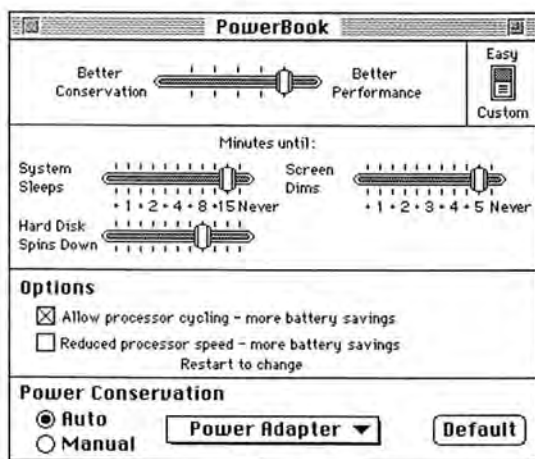 PowerBook
Better Conservation
Better Performance
Easy
Custom
Minutes until:
System Sleeps
• 1 • 2 • 4 • 8 •15 Never
Screen Dims
• 1 • 2 • 3 • 4 • 5 Never
Hard Disk Spins Down
Options
Allow processor cycling – more battery savings
Reduced processor speed – more battery savings
Restart to change
Power Conservation
Auto
Manual
Power Adapter
Default